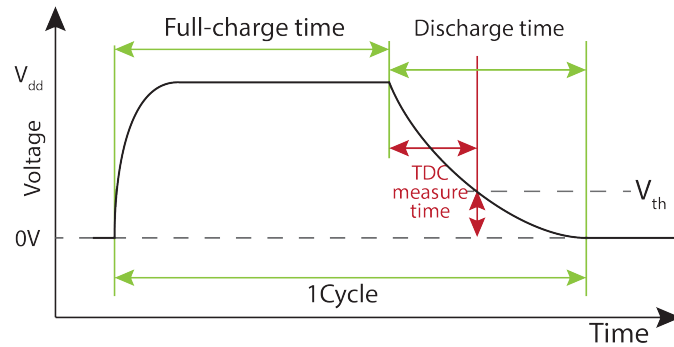 Full-charge time
Discharge time
Vdd
Voltage
TDC
measure
time
Vth
0V
1Cycle
Time